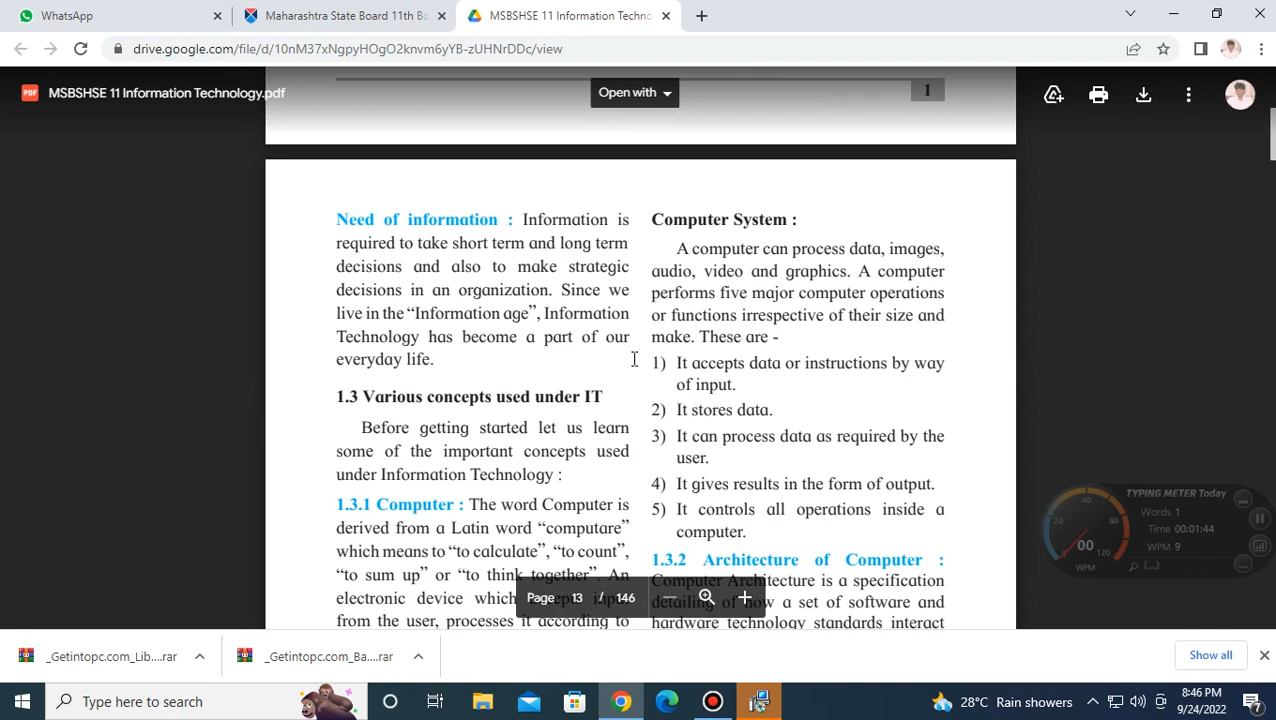 WhatsApp
Maharashtra State Board 11th Bo
MSBSHSE 11 Information Techno
drive.google.com/file/d/10nM37xNgpyHOgO2knvm6yYB-zUHNrDDc/view
MSBSHSE 11 Information Technology.pdf
Open with
1
Need of information : Information is
required to take short term and long term
decisions and also to make strategic
decisions in an organization. Since we
live in the “Information age”, Information
Technology has become a part of our
everyday life.
1.3 Various concepts used under IT
Before getting started let us learn
some of the important concepts used
under Information Technology :
1.3.1 Computer : The word Computer is
derived from a Latin word “computare”
which means to “to calculate”, “to count”,
“to sum up” or “to think together”. An
electronic device which
from the user, processes it according to
Computer System :
A computer can process data, images,
audio, video and graphics. A computer
performs five major computer operations
or functions irrespective of their size and
make. These are -
1) It accepts data or instructions by way
of input.
2) It stores data.
3) It can process data as required by the
user.
4) It gives results in the form of output.
5) It controls all operations inside a
computer.
1.3.2 Architecture of Computer :
Computer Architecture is a specification
detailing of how a set of software and
hardware technology standards interact
Page 13 / 146
TYPING METER Today
Words 1
Time 00:01:44
WPM 9
(...)
20
40
80
120
00
WPM
_Getintopc.com_Lib....rar
_Getintopc.com_Ba....rar
Show all
Type here to search
28°C Rain showers
8:46 PM
9/24/2022
7